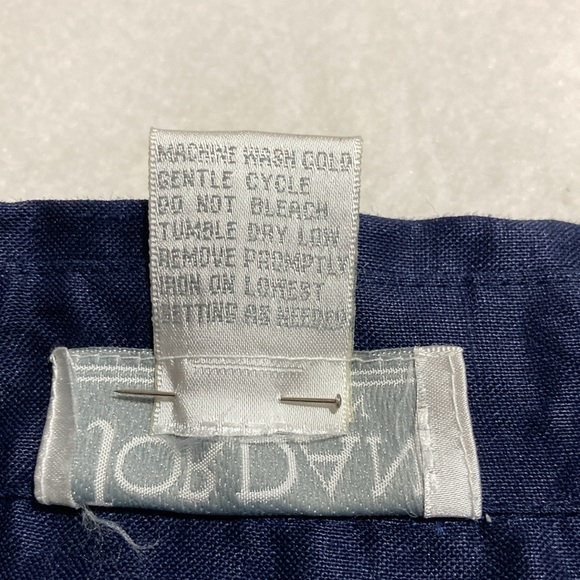 MACHINE WASH COLD
GENTLE CYCLE
DO NOT BLEACH
TUMBLE DRY LOW
REMOVE PROMPTLY
IRON ON LOWEST
SETTING AS NEEDED
JORDAN